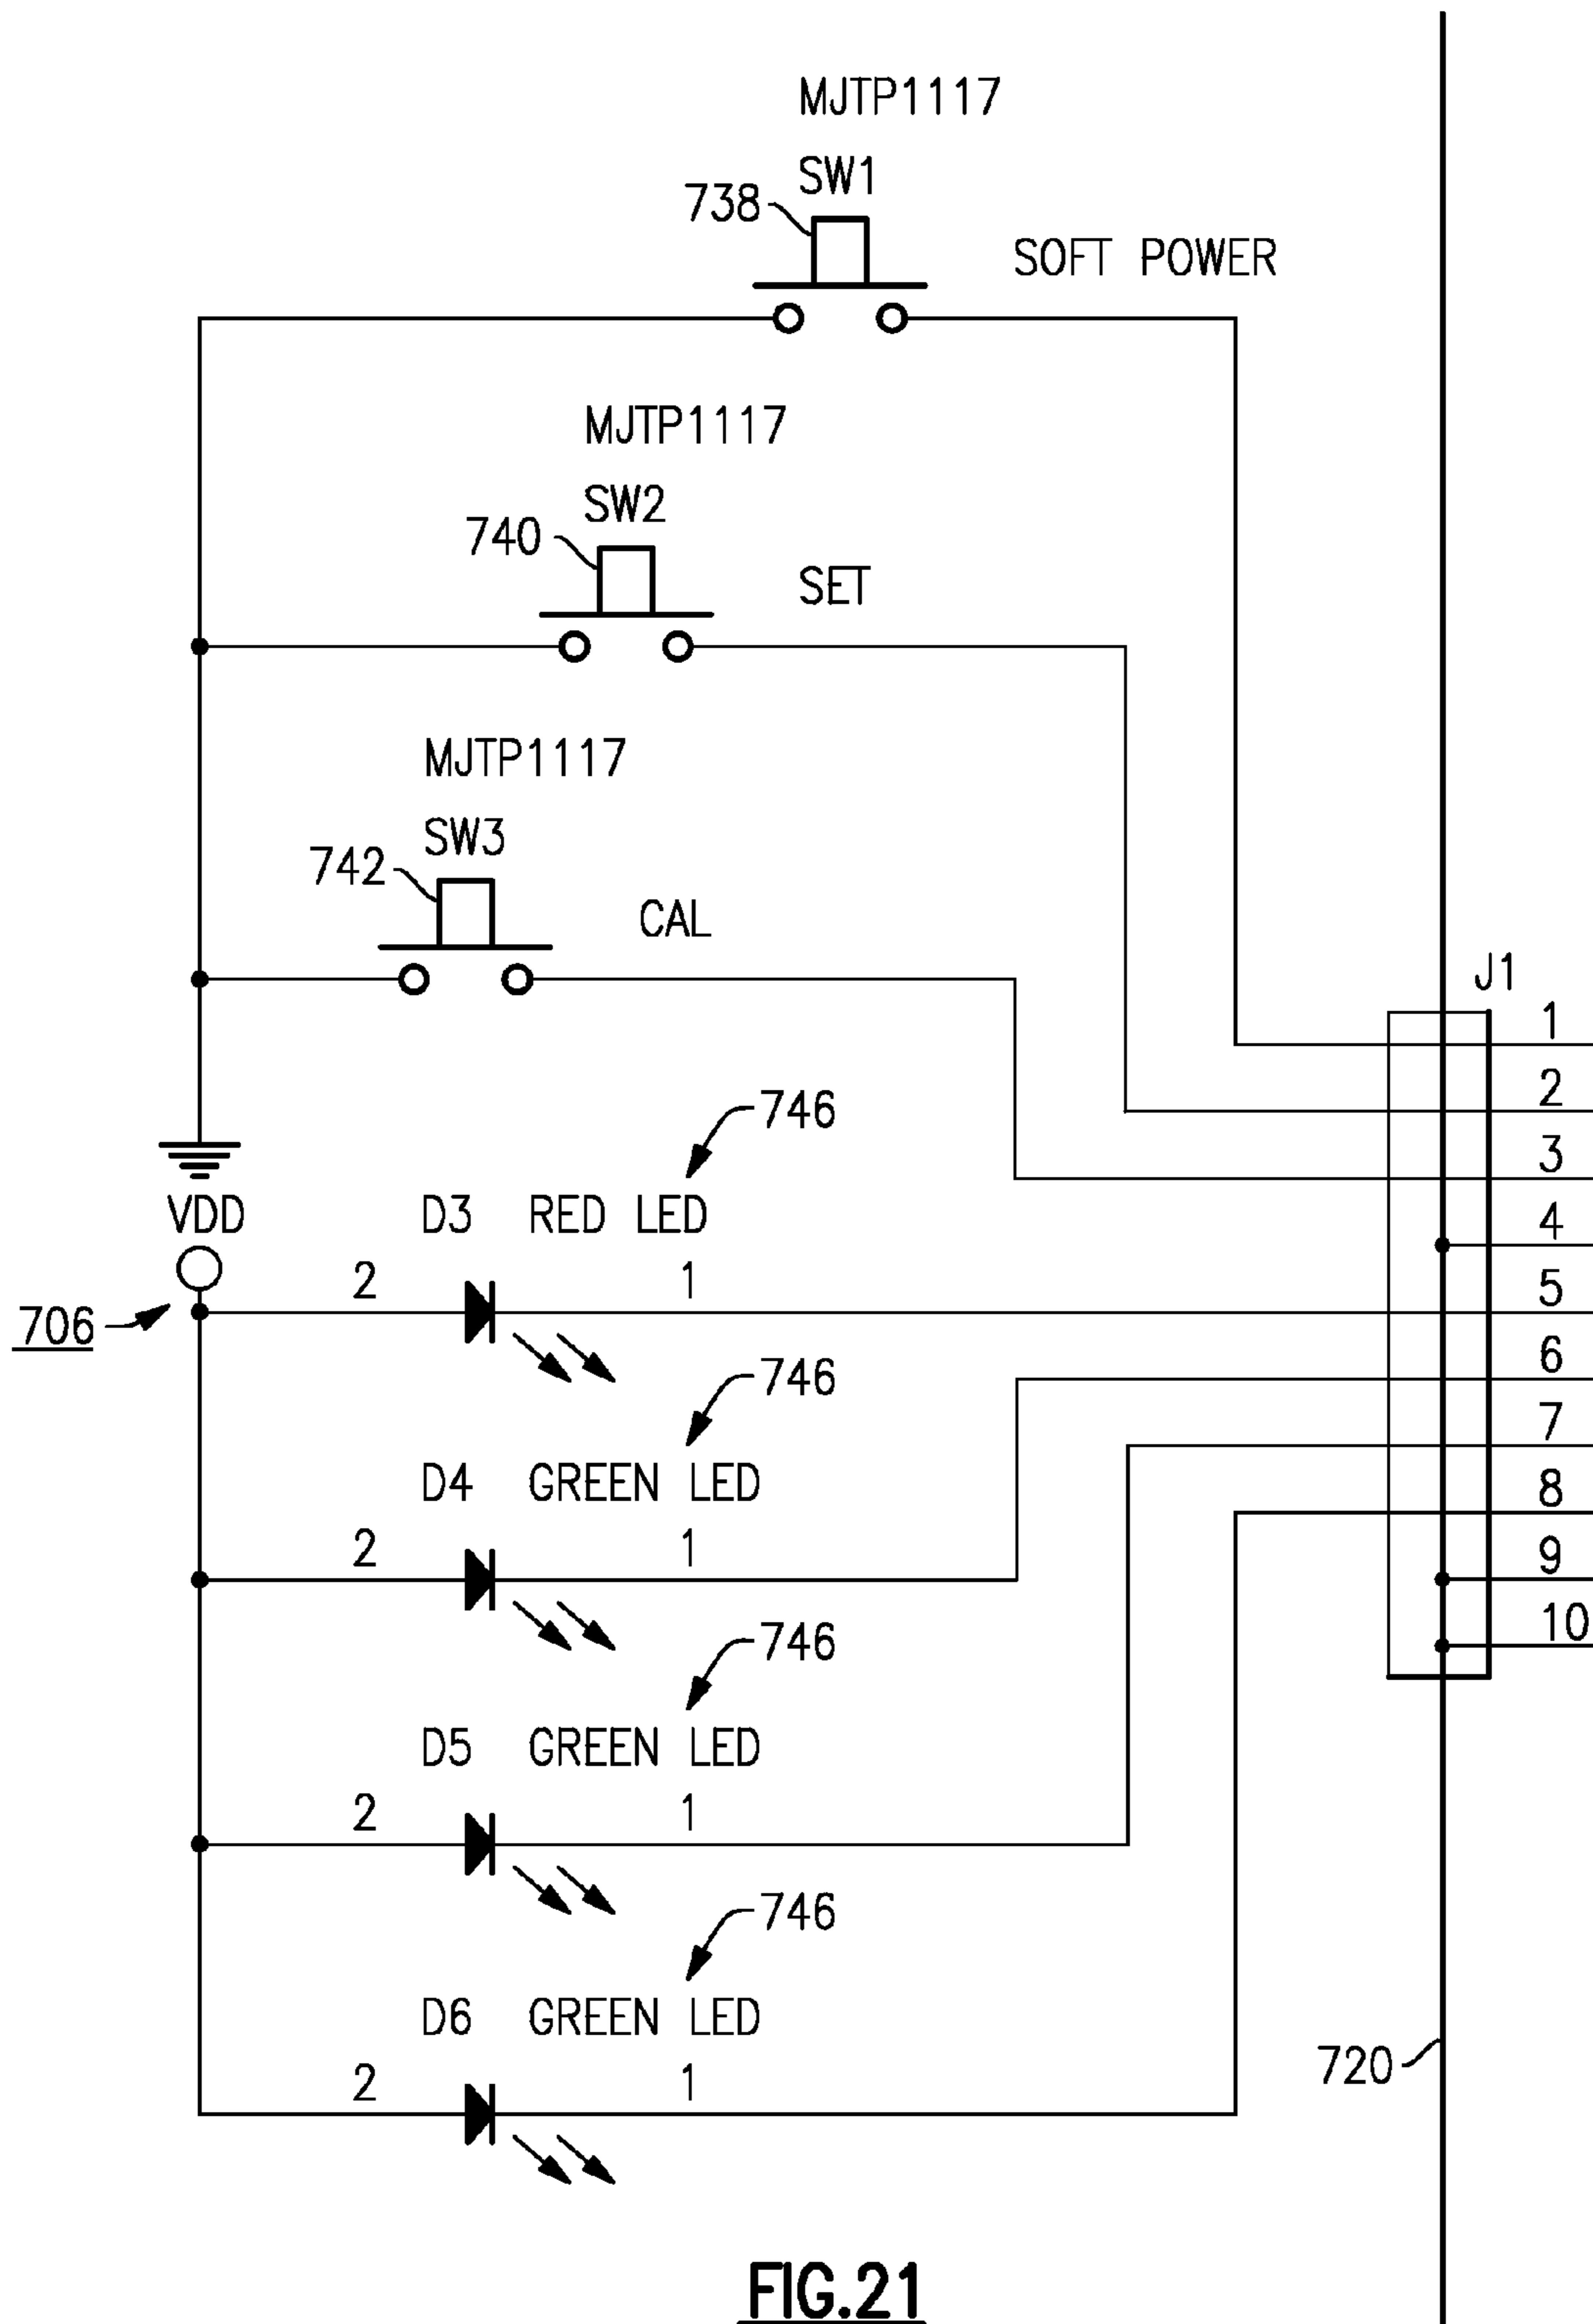 MJTP1117
SW1
738
SOFT POWER
MJTP1117
SW2
740
SET
MJTP1117
SW3
742
CAL
J1
1
2
3
4
5
6
7
8
9
10
746
VDD
D3 RED LED
2 1
706
746
D4 GREEN LED
2 1
746
D5 GREEN LED
2 1
746
D6 GREEN LED
2 1
720
FIG.21